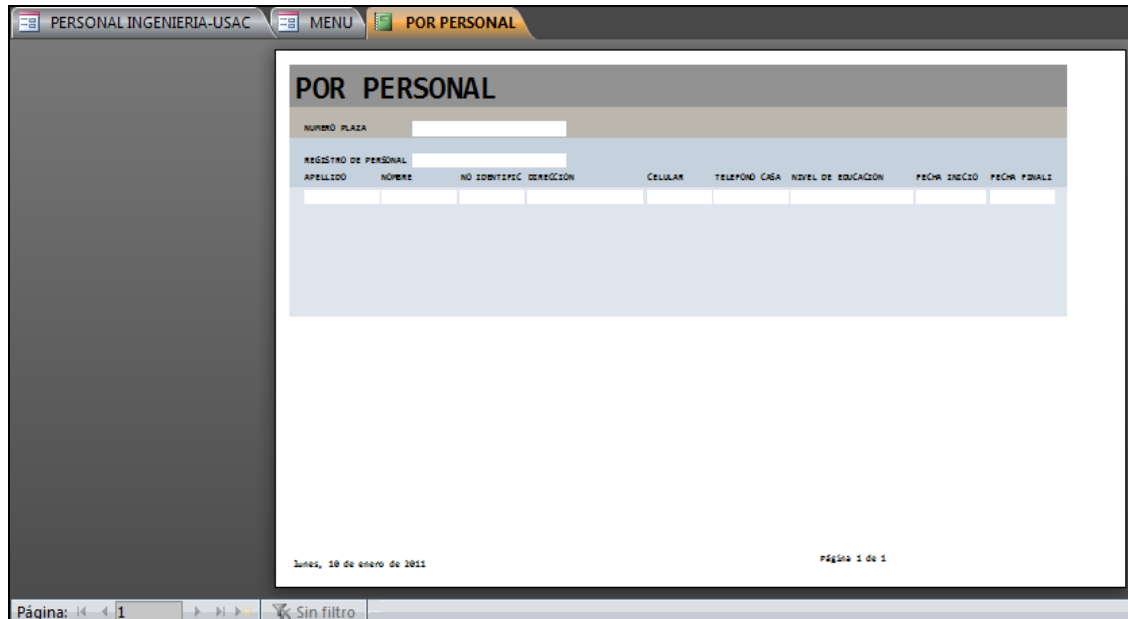 PERSONAL INGENIERIA-USAC MENU POR PERSONAL
POR PERSONAL
NUMERO PLAZA
REGISTRO DE PERSONAL
APELLIDO NOMBRE NO IDENTIFIC DIRECCIÓN CELULAR TELEFONO CASA NIVEL DE EDUCACIÓN FECHA INICIO FECHA FINALI
lunes, 10 de enero de 2011 Página 1 de 1
Página: 1 Sin filtro